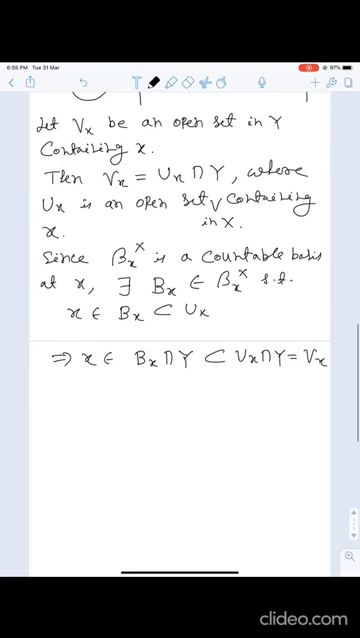 6:55 PM Tue 31 Mar
97%
Let Vx be an open set in Y
Containing x.
Then Vx = Ux ∩ Y, where
Ux is an open set ∨ containing
in X.
x.
Since βx^X is a countable basis
at x, ∃ Bx ∈ βx^X s.t.
x ∈ Bx ⊂ Ux
⇒ x ∈ Bx ∩ Y ⊂ Ux ∩ Y = Vx
clideo.com